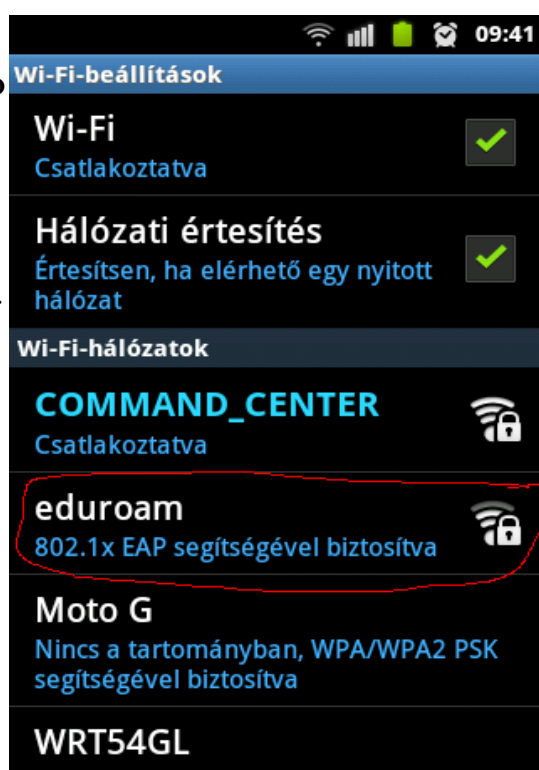 09:41
Wi-Fi-beállítások
Wi-Fi
Csatlakoztatva
Hálózati értesítés
Értesítsen, ha elérhető egy nyitott
hálózat
Wi-Fi-hálózatok
COMMAND_CENTER
Csatlakoztatva
eduroam
802.1x EAP segítségével biztosítva
Moto G
Nincs a tartományban, WPA/WPA2 PSK
segítségével biztosítva
WRT54GL